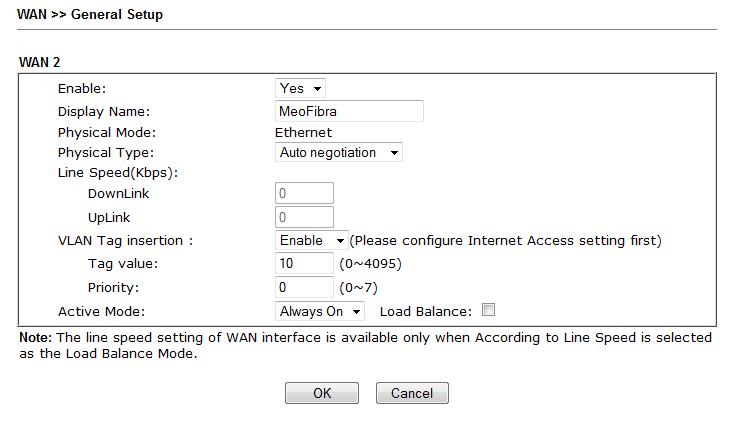 WAN >> General Setup
WAN 2
Enable: Yes
Display Name: MeoFibra
Physical Mode: Ethernet
Physical Type: Auto negotiation
Line Speed(Kbps):
DownLink 0
UpLink 0
VLAN Tag insertion : Enable (Please configure Internet Access setting first)
Tag value: 10 (0~4095)
Priority: 0 (0~7)
Active Mode: Always On Load Balance:
Note: The line speed setting of WAN interface is available only when According to Line Speed is selected
as the Load Balance Mode.
OK Cancel